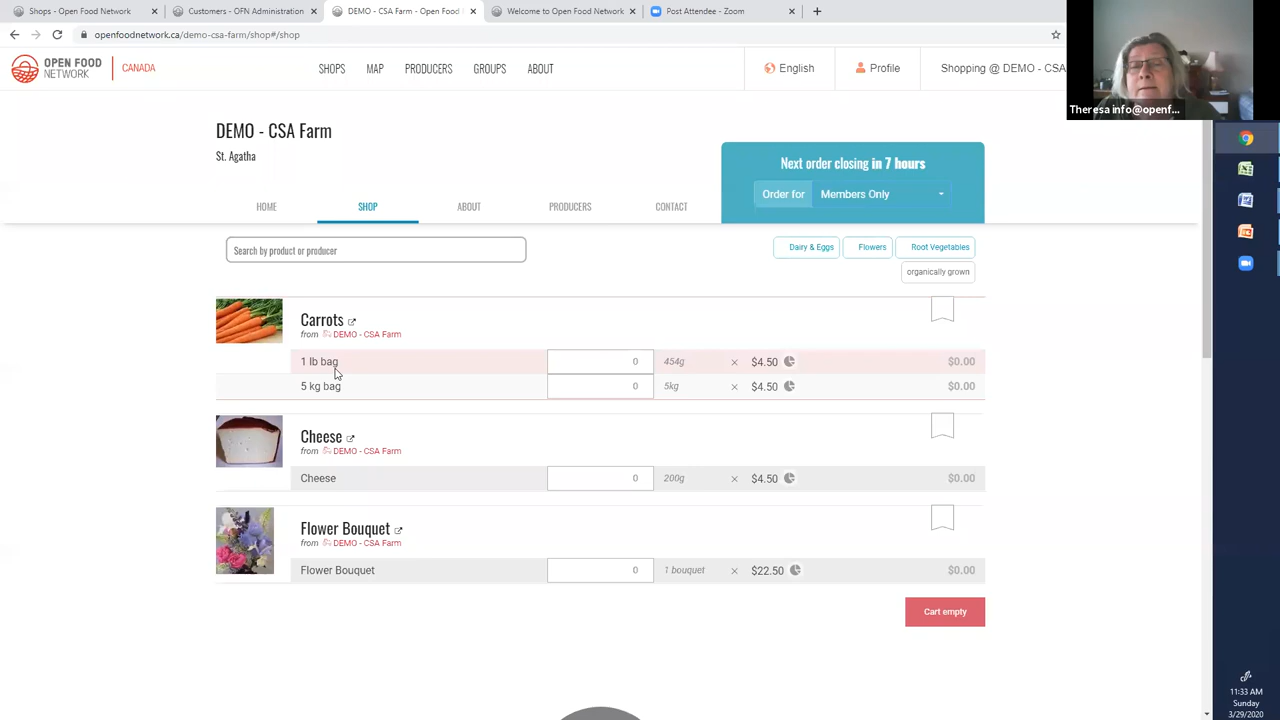 Shops - Open Food Network
Customers - OFN Administration
DEMO - CSA Farm - Open Food
Welcome to Open Food Network
Post Attendee - Zoom
openfoodnetwork.ca/demo-csa-farm/shop#/shop
OPEN FOOD NETWORK CANADA
SHOPS MAP PRODUCERS GROUPS ABOUT
English
Profile
Shopping @ DEMO - CSA
Theresa info@openf...
DEMO - CSA Farm
St. Agatha
Next order closing in 7 hours
Order for Members Only
HOME SHOP ABOUT PRODUCERS CONTACT
Search by product or producer
Dairy & Eggs Flowers Root Vegetables
organically grown
Carrots
from DEMO - CSA Farm
1 lb bag 0 454g × $4.50 $0.00
5 kg bag 0 5kg × $4.50 $0.00
Cheese
from DEMO - CSA Farm
Cheese 0 200g × $4.50 $0.00
Flower Bouquet
from DEMO - CSA Farm
Flower Bouquet 0 1 bouquet × $22.50 $0.00
Cart empty
11:33 AM
Sunday
3/29/2020